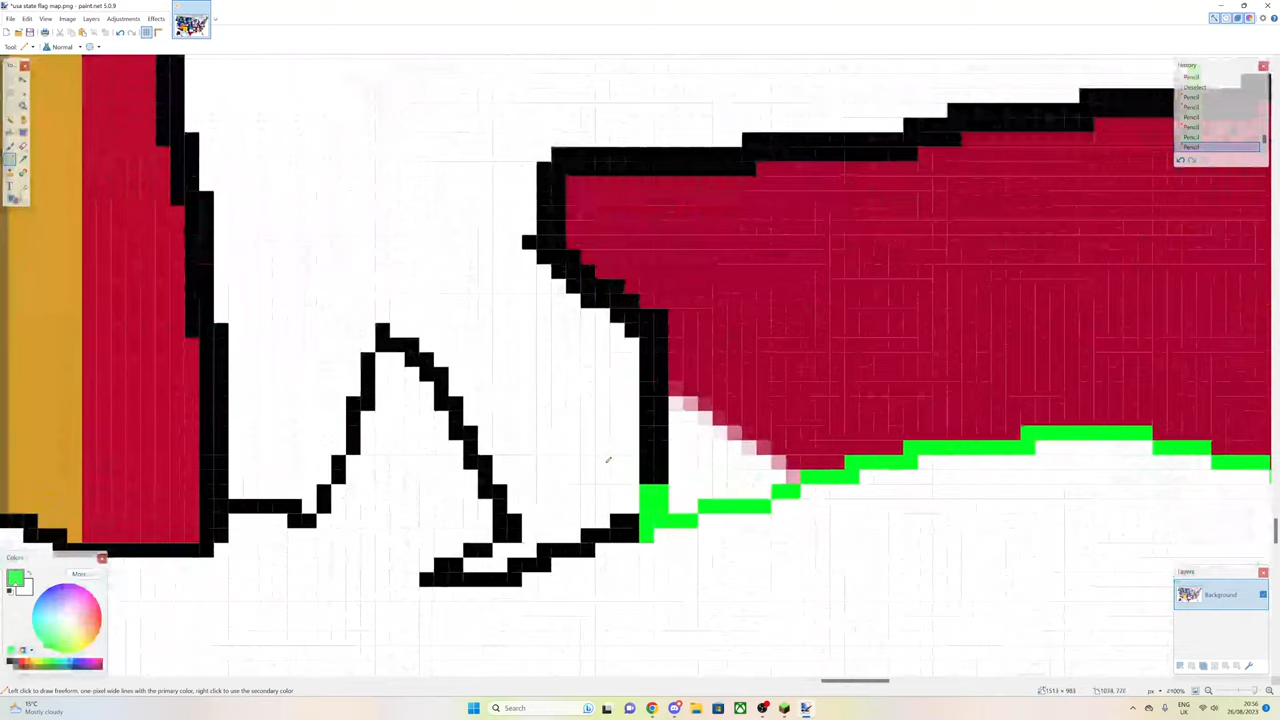 *usa state flag map.png - paint.net 5.0.9
File Edit View Image Layers Adjustments Effects
Tool: Normal
History
Pencil
Deselect
Pencil
Pencil
Pencil
Pencil
Pencil
Pencil
Colors
More...
Layers
Background
Left click to draw freeform, one-pixel wide lines with the primary color, right click to use the secondary color
1513 × 983
px
15°C
Mostly cloudy
Search
ENG
UK
20:56
26/08/2023